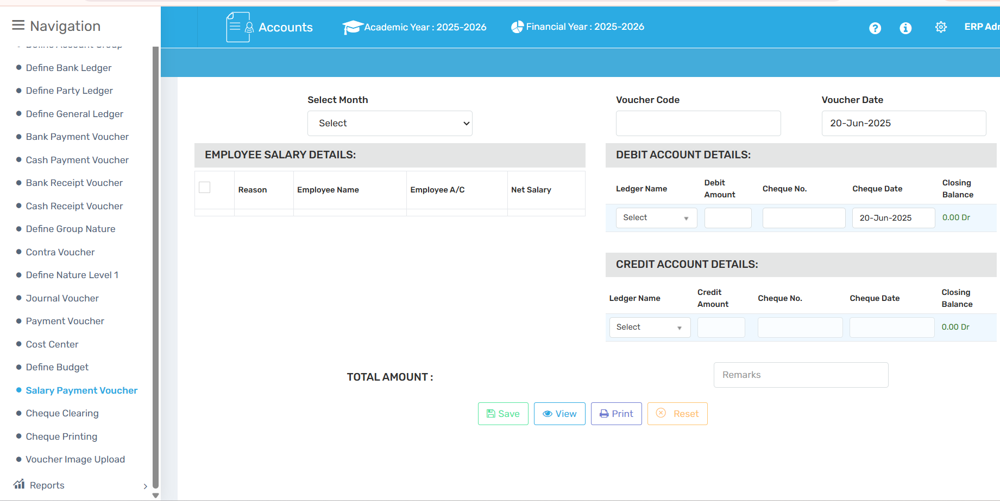 Navigation
Accounts
Academic Year : 2025-2026
Financial Year : 2025-2026
Define Account Group
Define Bank Ledger
Define Party Ledger
Define General Ledger
Bank Payment Voucher
Cash Payment Voucher
Bank Receipt Voucher
Cash Receipt Voucher
Define Group Nature
Contra Voucher
Define Nature Level 1
Journal Voucher
Payment Voucher
Cost Center
Define Budget
Salary Payment Voucher
Cheque Clearing
Cheque Printing
Voucher Image Upload
Reports
Select Month
Select
Voucher Code
Voucher Date
20-Jun-2025
EMPLOYEE SALARY DETAILS:
Reason Employee Name Employee A/C Net Salary
DEBIT ACCOUNT DETAILS:
Ledger Name Debit Amount Cheque No. Cheque Date Closing Balance
Select 20-Jun-2025 0.00 Dr
CREDIT ACCOUNT DETAILS:
Ledger Name Credit Amount Cheque No. Cheque Date Closing Balance
Select 0.00 Dr
TOTAL AMOUNT :
Remarks
Save View Print Reset